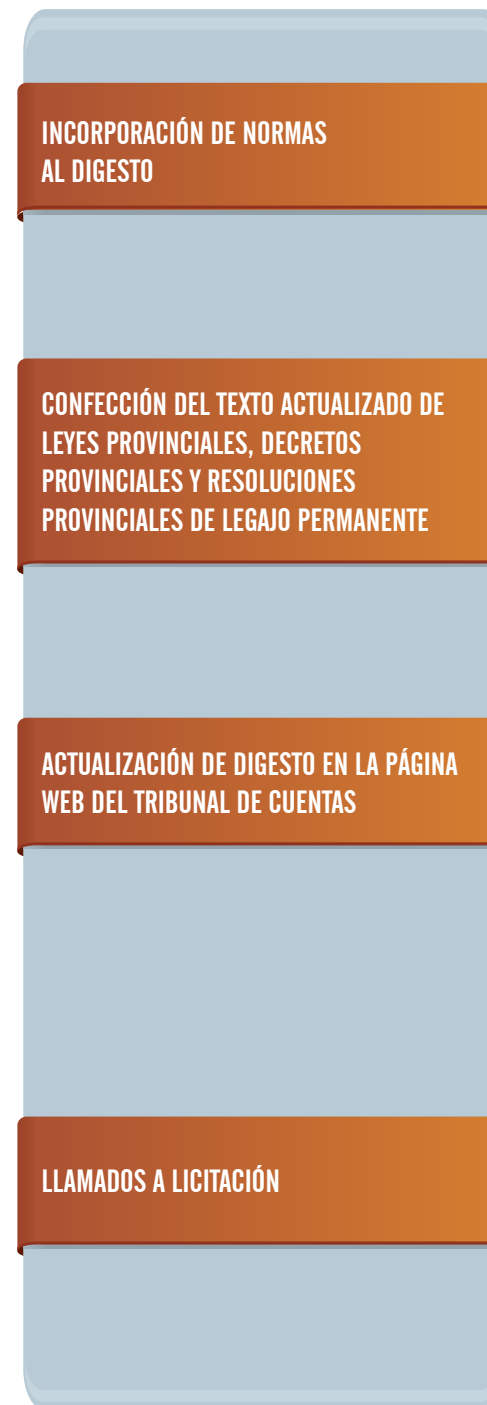 INCORPORACIÓN DE NORMAS
AL DIGESTO
CONFECCIÓN DEL TEXTO ACTUALIZADO DE
LEYES PROVINCIALES, DECRETOS
PROVINCIALES Y RESOLUCIONES
PROVINCIALES DE LEGAJO PERMANENTE
ACTUALIZACIÓN DE DIGESTO EN LA PÁGINA
WEB DEL TRIBUNAL DE CUENTAS
LLAMADOS A LICITACIÓN